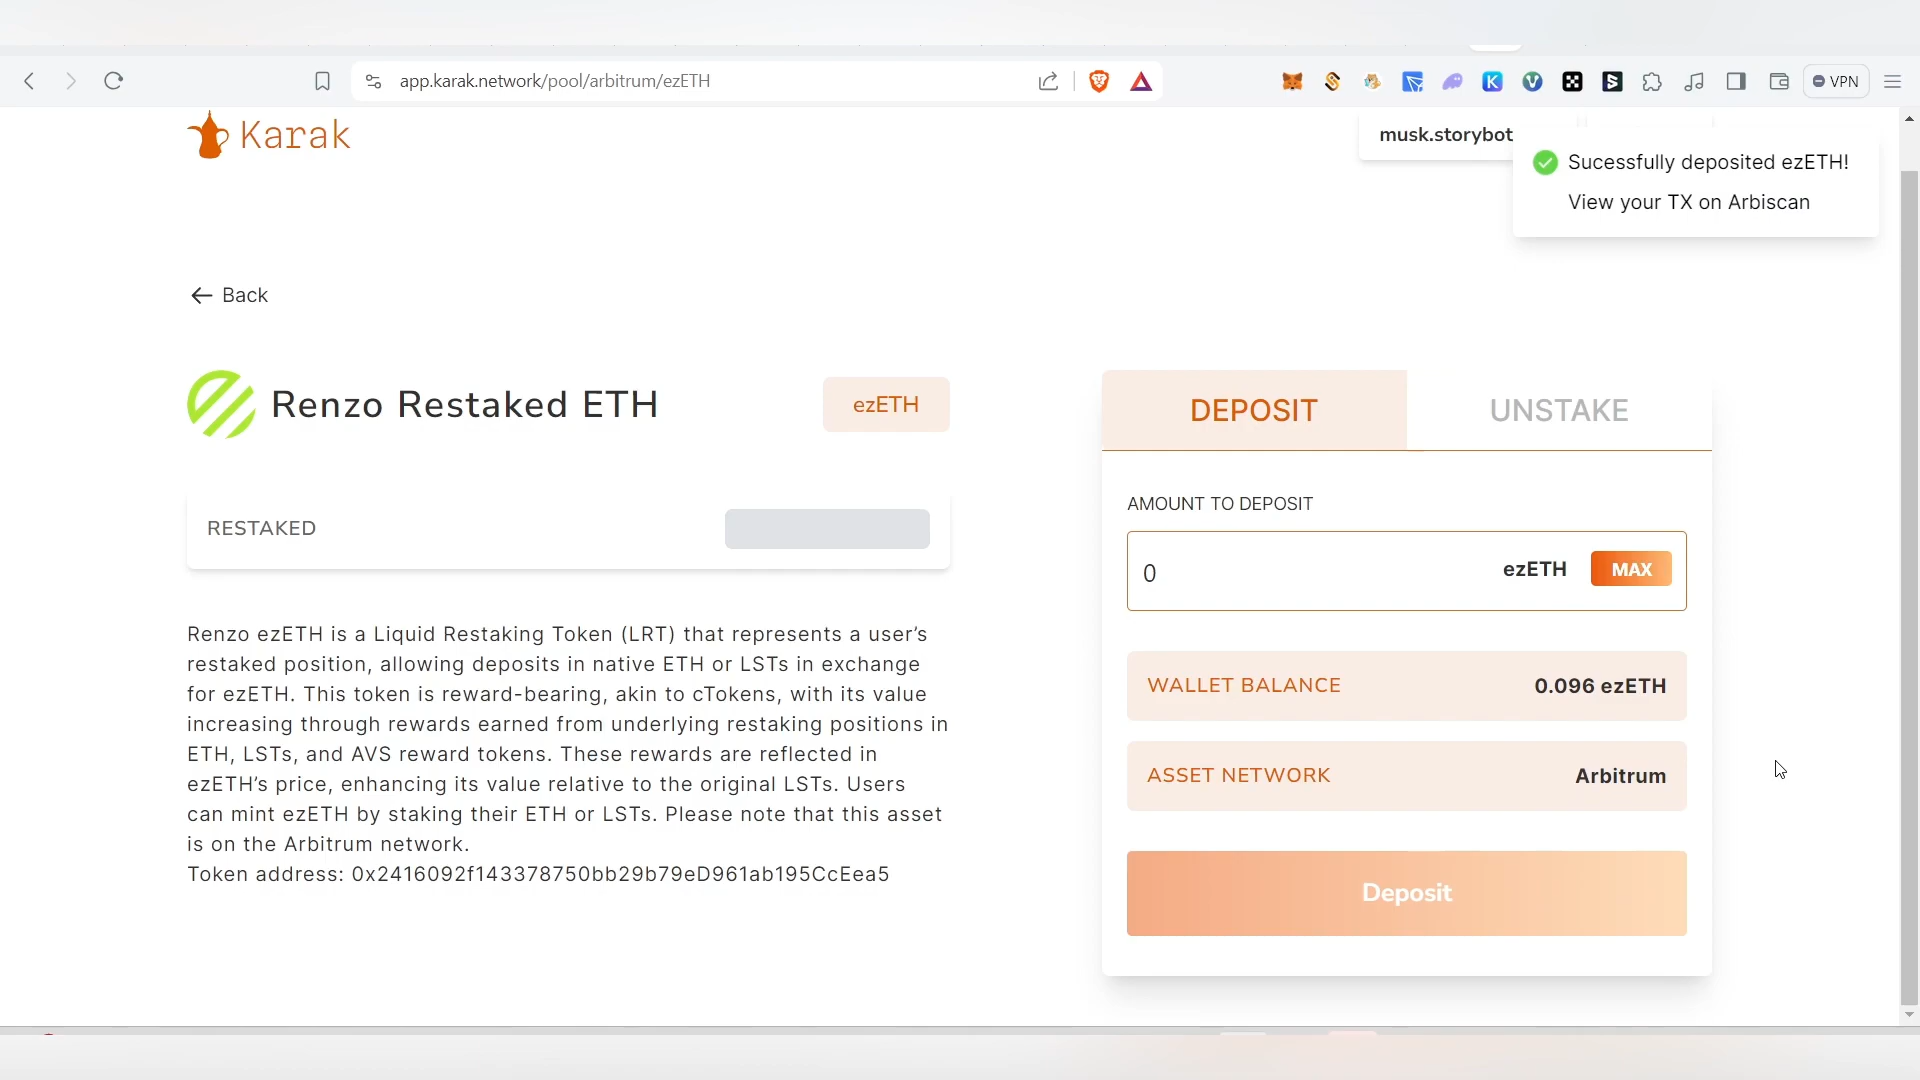 app.karak.network/pool/arbitrum/ezETH
VPN
Karak
musk.storybot
Sucessfully deposited ezETH!
View your TX on Arbiscan
Back
Renzo Restaked ETH
ezETH
DEPOSIT
UNSTAKE
RESTAKED
AMOUNT TO DEPOSIT
0
ezETH
MAX
Renzo ezETH is a Liquid Restaking Token (LRT) that represents a user’s
restaked position, allowing deposits in native ETH or LSTs in exchange
for ezETH. This token is reward-bearing, akin to cTokens, with its value
increasing through rewards earned from underlying restaking positions in
ETH, LSTs, and AVS reward tokens. These rewards are reflected in
ezETH’s price, enhancing its value relative to the original LSTs. Users
can mint ezETH by staking their ETH or LSTs. Please note that this asset
is on the Arbitrum network.
Token address: 0x2416092f143378750bb29b79eD961ab195CcEea5
WALLET BALANCE
0.096 ezETH
ASSET NETWORK
Arbitrum
Deposit